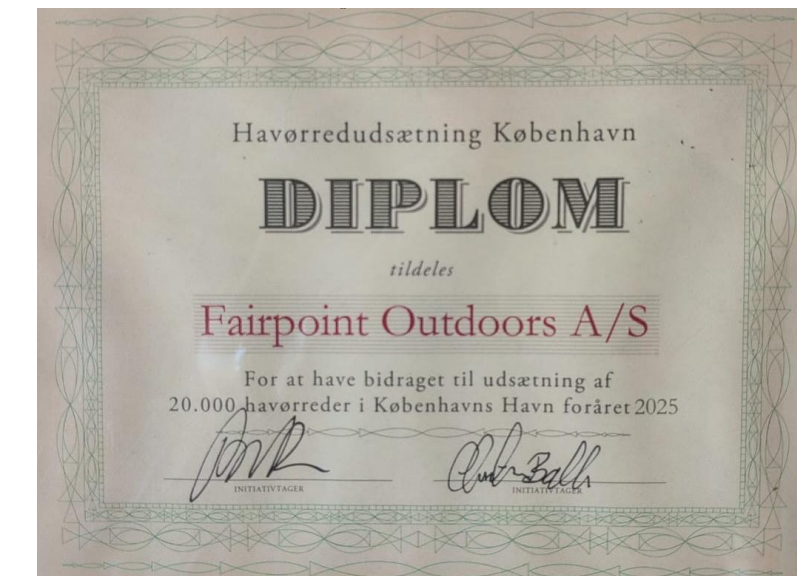 Havørredudsætning København
DIPLOM
tildeles
Fairpoint Outdoors A/S
For at have bidraget til udsætning af
20.000 havørreder i Københavns Havn foråret 2025
INITIATIVTAGER
INITIATIVTAGER